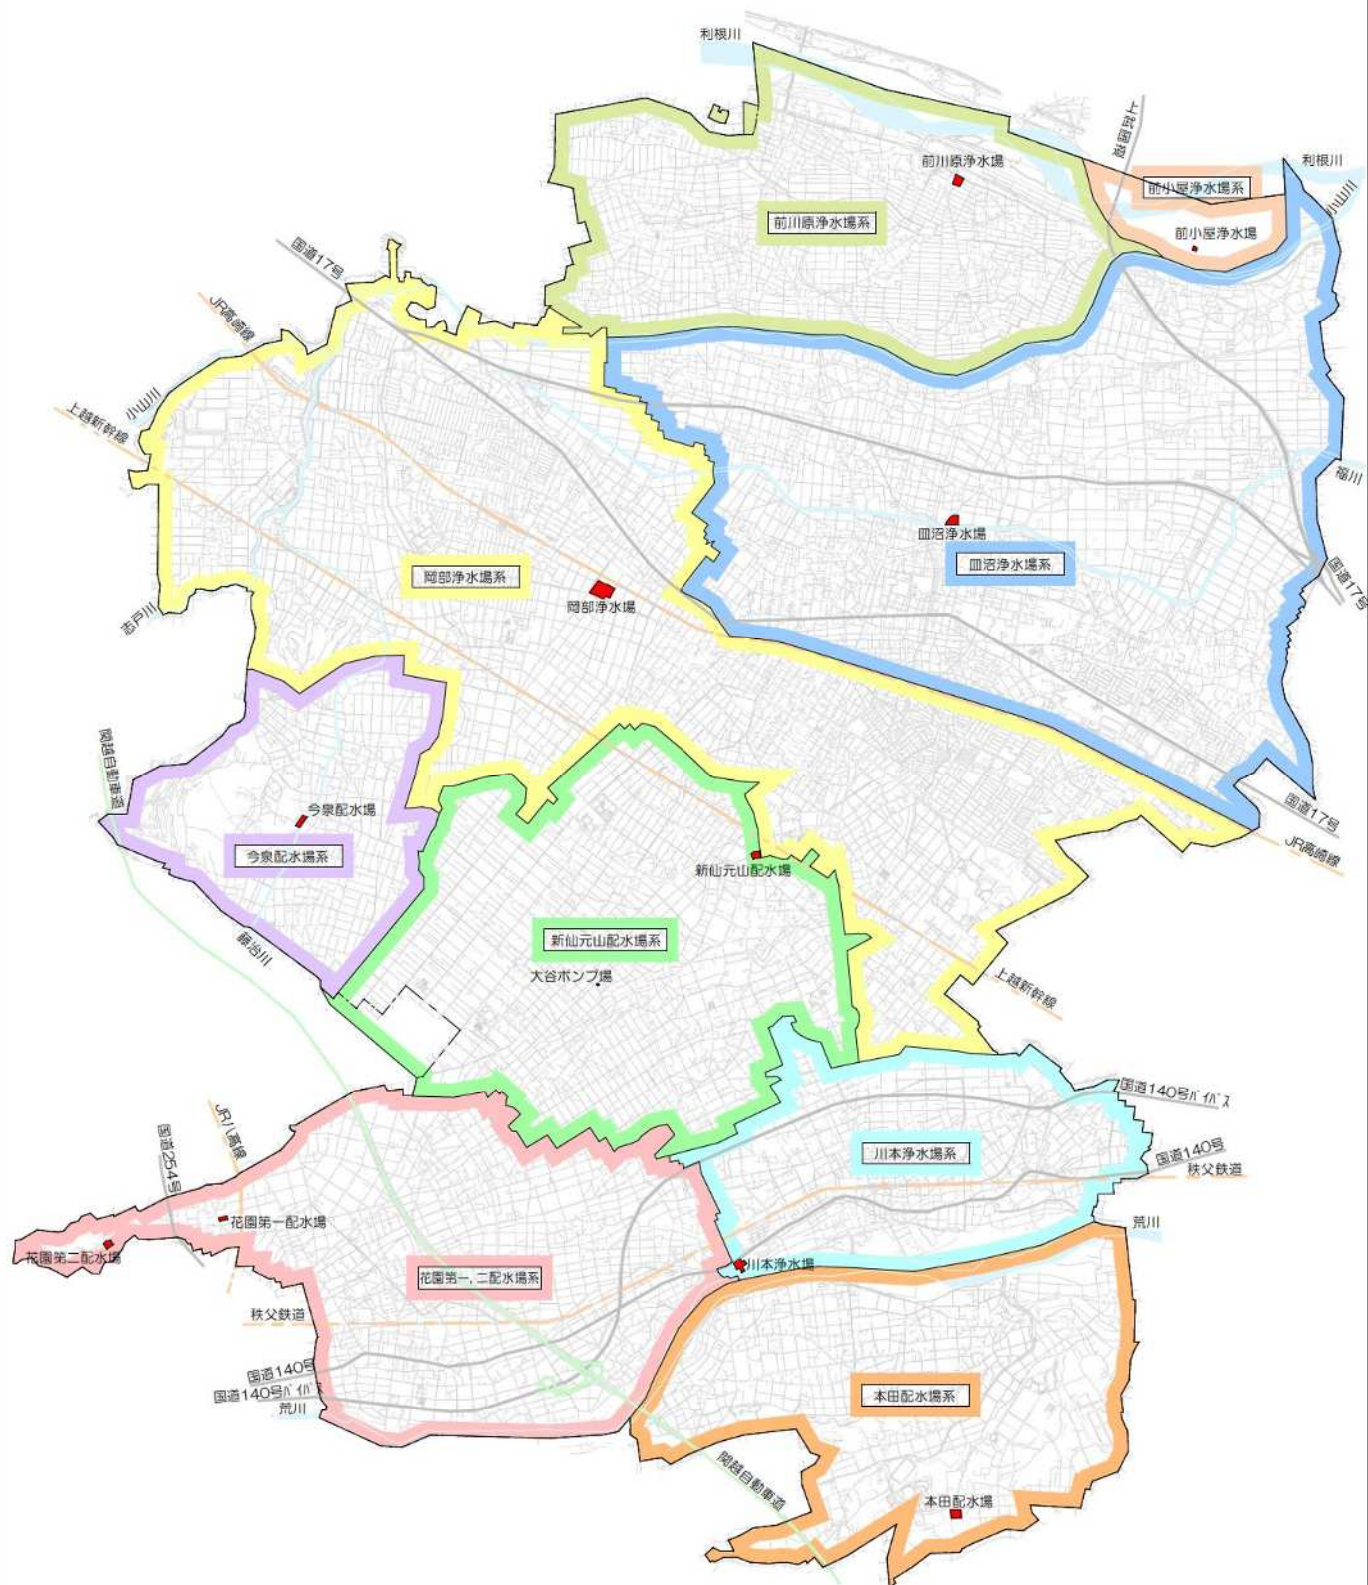 利根川
上武国道
前川原浄水場
利根川
前小屋浄水場系
小山川
前川原浄水場系
前小屋浄水場
国道17号
JR高崎線
小山川
上越新幹線
福川
皿沼浄水場
皿沼浄水場系
国道17号
岡部浄水場系
岡部浄水場
志戸川
関越自動車道
今泉配水場
国道17号
JR高崎線
今泉配水場系
新仙元山配水場
藤治川
新仙元山配水場系
大谷ポンプ場
上越新幹線
国道140号バイパス
JR八高線
国道254号
川本浄水場系
国道140号
秩父鉄道
花園第一配水場
荒川
花園第二配水場
川本浄水場
花園第一,二配水場系
秩父鉄道
国道140号
国道140号バイパス
荒川
本田配水場系
関越自動車道
本田配水場